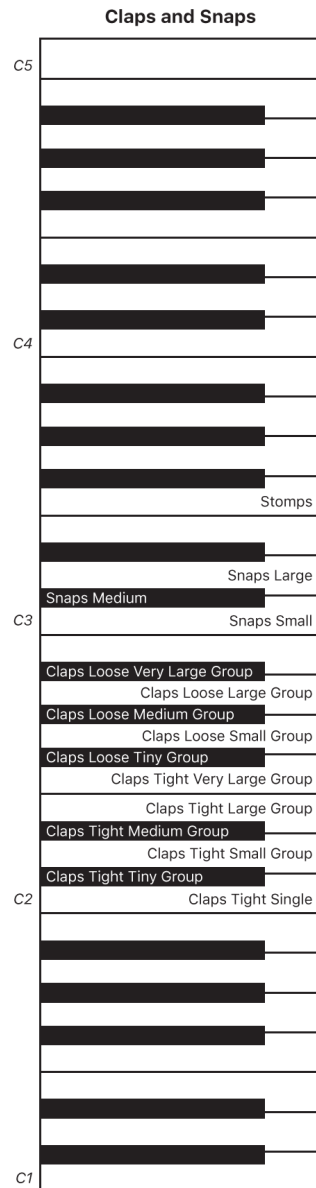 Claps and Snaps
C5
C4
Stomps
Snaps Large
Snaps Medium
C3
Snaps Small
Claps Loose Very Large Group
Claps Loose Large Group
Claps Loose Medium Group
Claps Loose Small Group
Claps Loose Tiny Group
Claps Tight Very Large Group
Claps Tight Large Group
Claps Tight Medium Group
Claps Tight Small Group
Claps Tight Tiny Group
C2
Claps Tight Single
C1